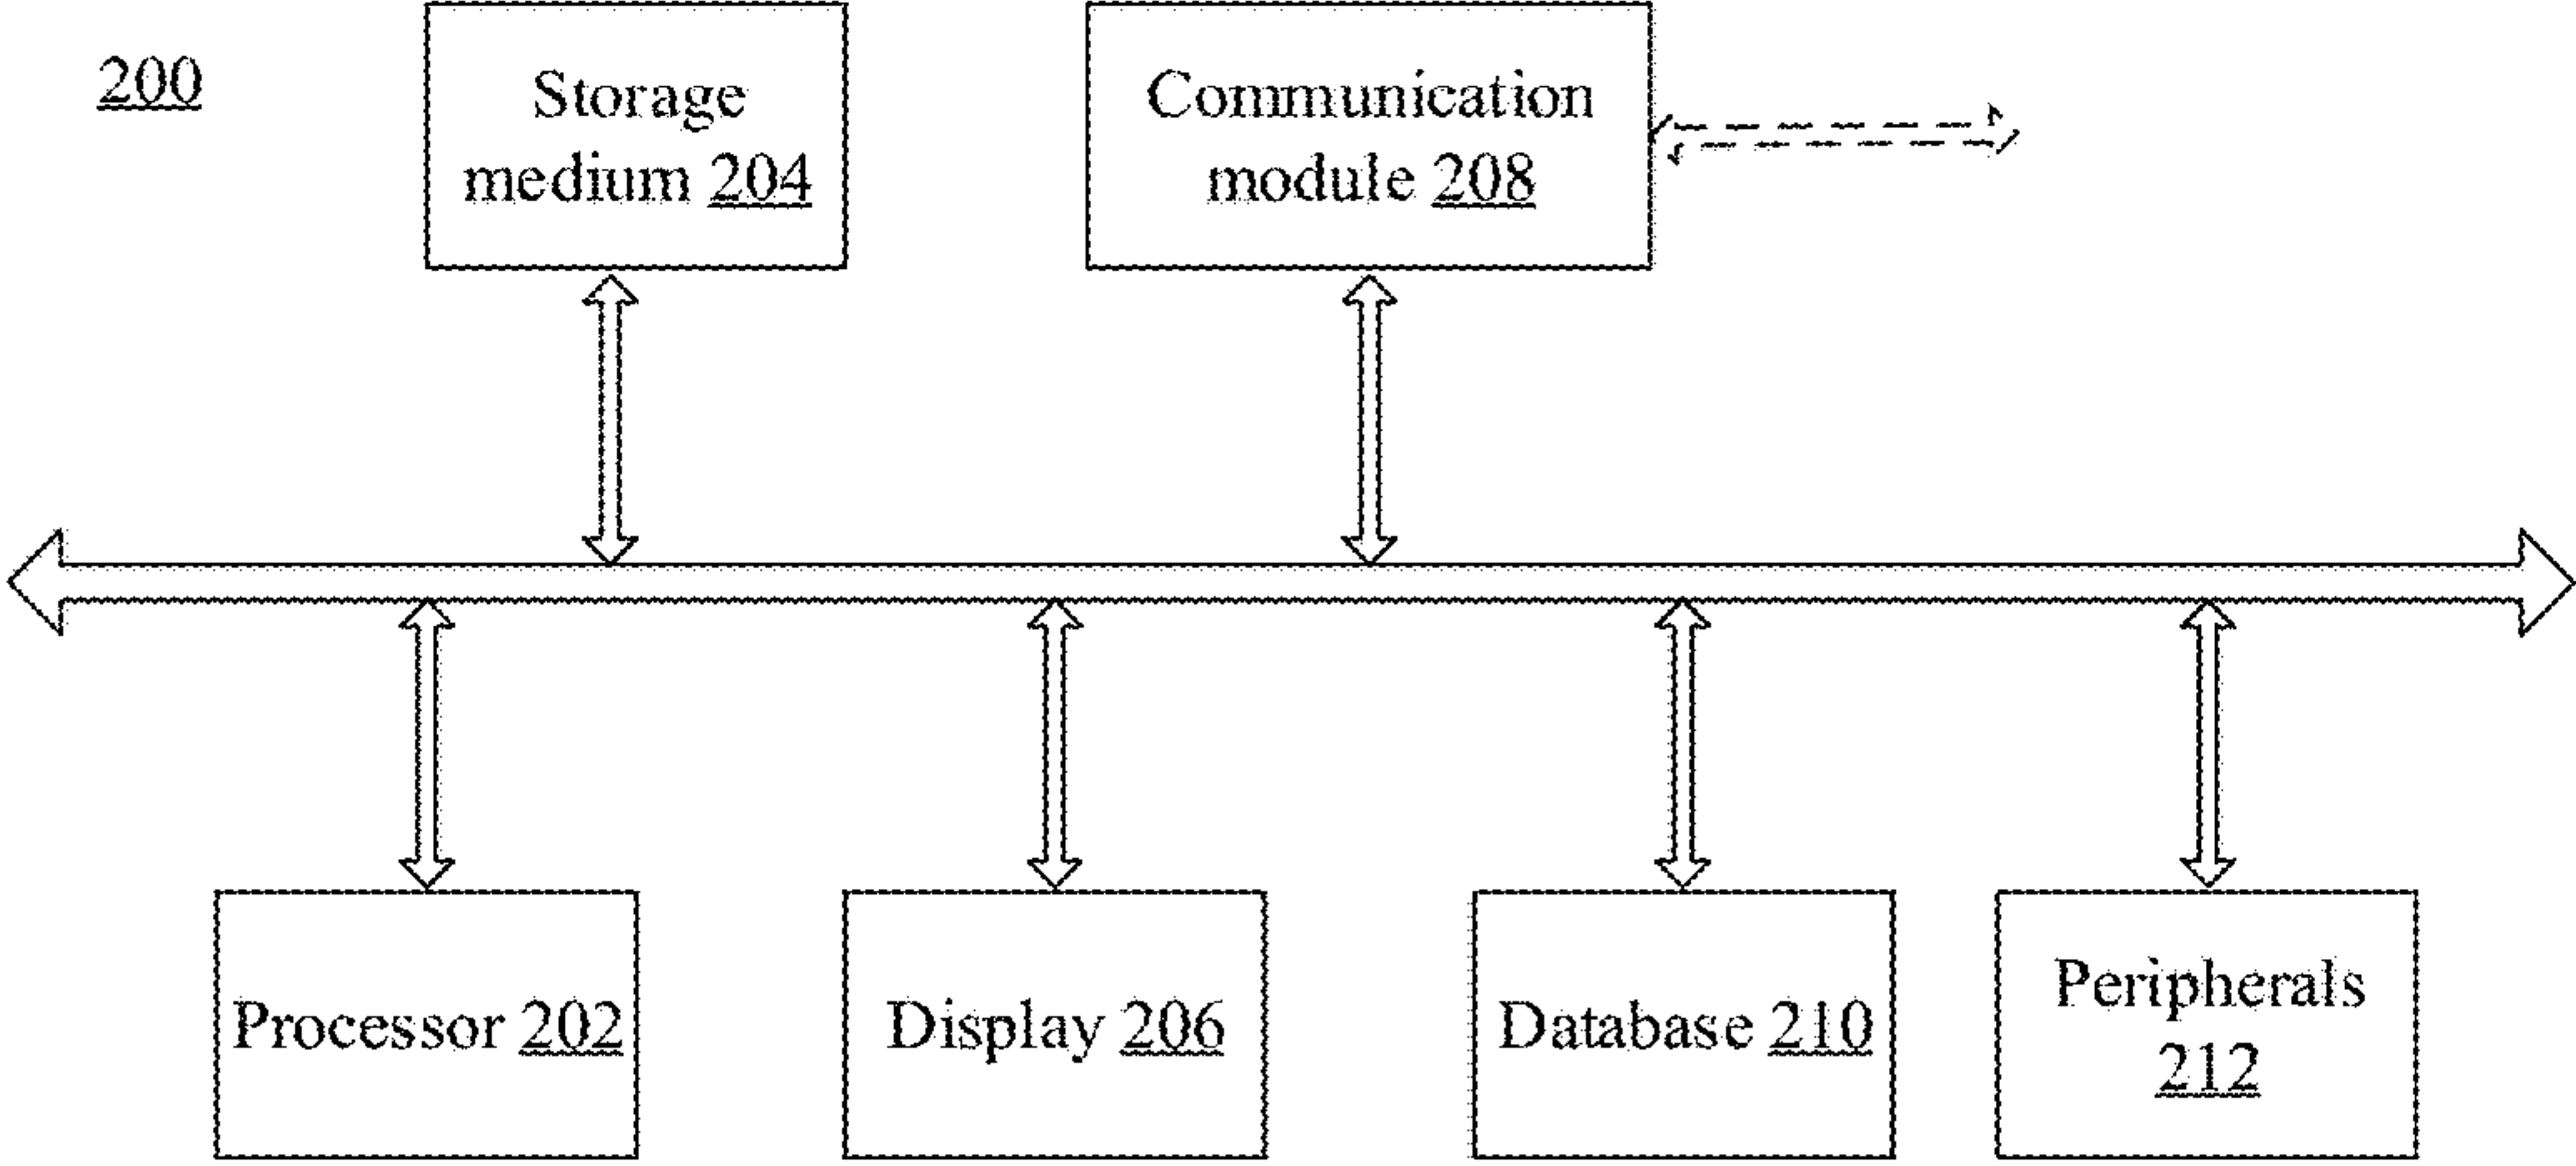 200
Storage
medium 204
Communication
module 208
Processor 202
Display 206
Database 210
Peripherals
212